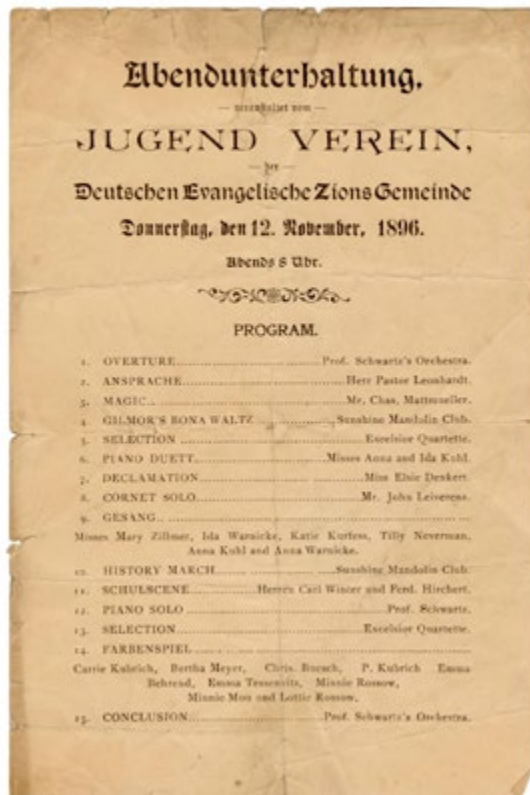 Abendunterhaltung.
— veranstaltet vom —
JUGEND VEREIN,
— der —
Deutschen Evangelische Zions Gemeinde
Donnerstag, den 12. November, 1896.
Abends 8 Uhr.
PROGRAM.
1. OVERTURE Prof. Schwartz's Orchestra.
2. ANSPRACHE Herr Pastor Leonhardt.
3. MAGIC Mr. Chas. Mattmueller.
4. GILMOR'S BONA WALTZ Sunshine Mandolin Club.
5. SELECTION Excelsior Quartette.
6. PIANO DUETT Misses Anna and Ida Kuhl.
7. DECLAMATION Miss Elsie Denkert.
8. CORNET SOLO Mr. John Leiverens.
9. GESANG
Misses Mary Zillmer, Ida Warnicke, Katie Kurfess, Tilly Neverman,
Anna Kuhl and Anna Warnicke.
10. HISTORY MARCH Sunshine Mandolin Club.
11. SCHULSCENE Herren Carl Winter and Ferd. Hirchert.
12. PIANO SOLO Prof. Schwartz.
13. SELECTION Excelsior Quartette.
14. FARBENSPIEL
Carrie Kubrich, Bertha Meyer, Chris. Buesch, P. Kubrich Emma
Behrend, Emma Tessenvitz, Minnie Rossow,
Minnie Mon and Lottie Rossow.
15. CONCLUSION Prof. Schwartz's Orchestra.